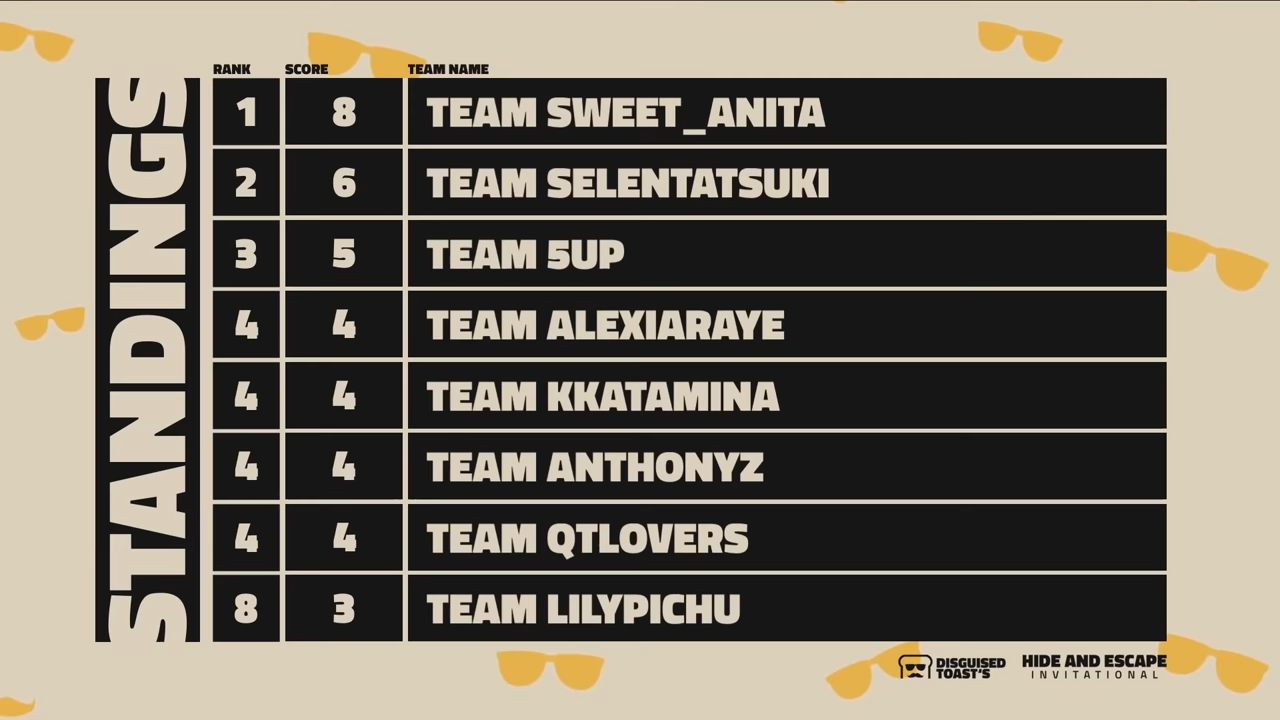 STANDINGS
RANK SCORE TEAM NAME
1 8 TEAM SWEET_ANITA
2 6 TEAM SELENTATSUKI
3 5 TEAM 5UP
4 4 TEAM ALEXIARAYE
4 4 TEAM KKATAMINA
4 4 TEAM ANTHONYZ
4 4 TEAM QTLOVERS
8 3 TEAM LILYPICHU
DISGUISED
TOAST'S
HIDE AND ESCAPE
INVITATIONAL